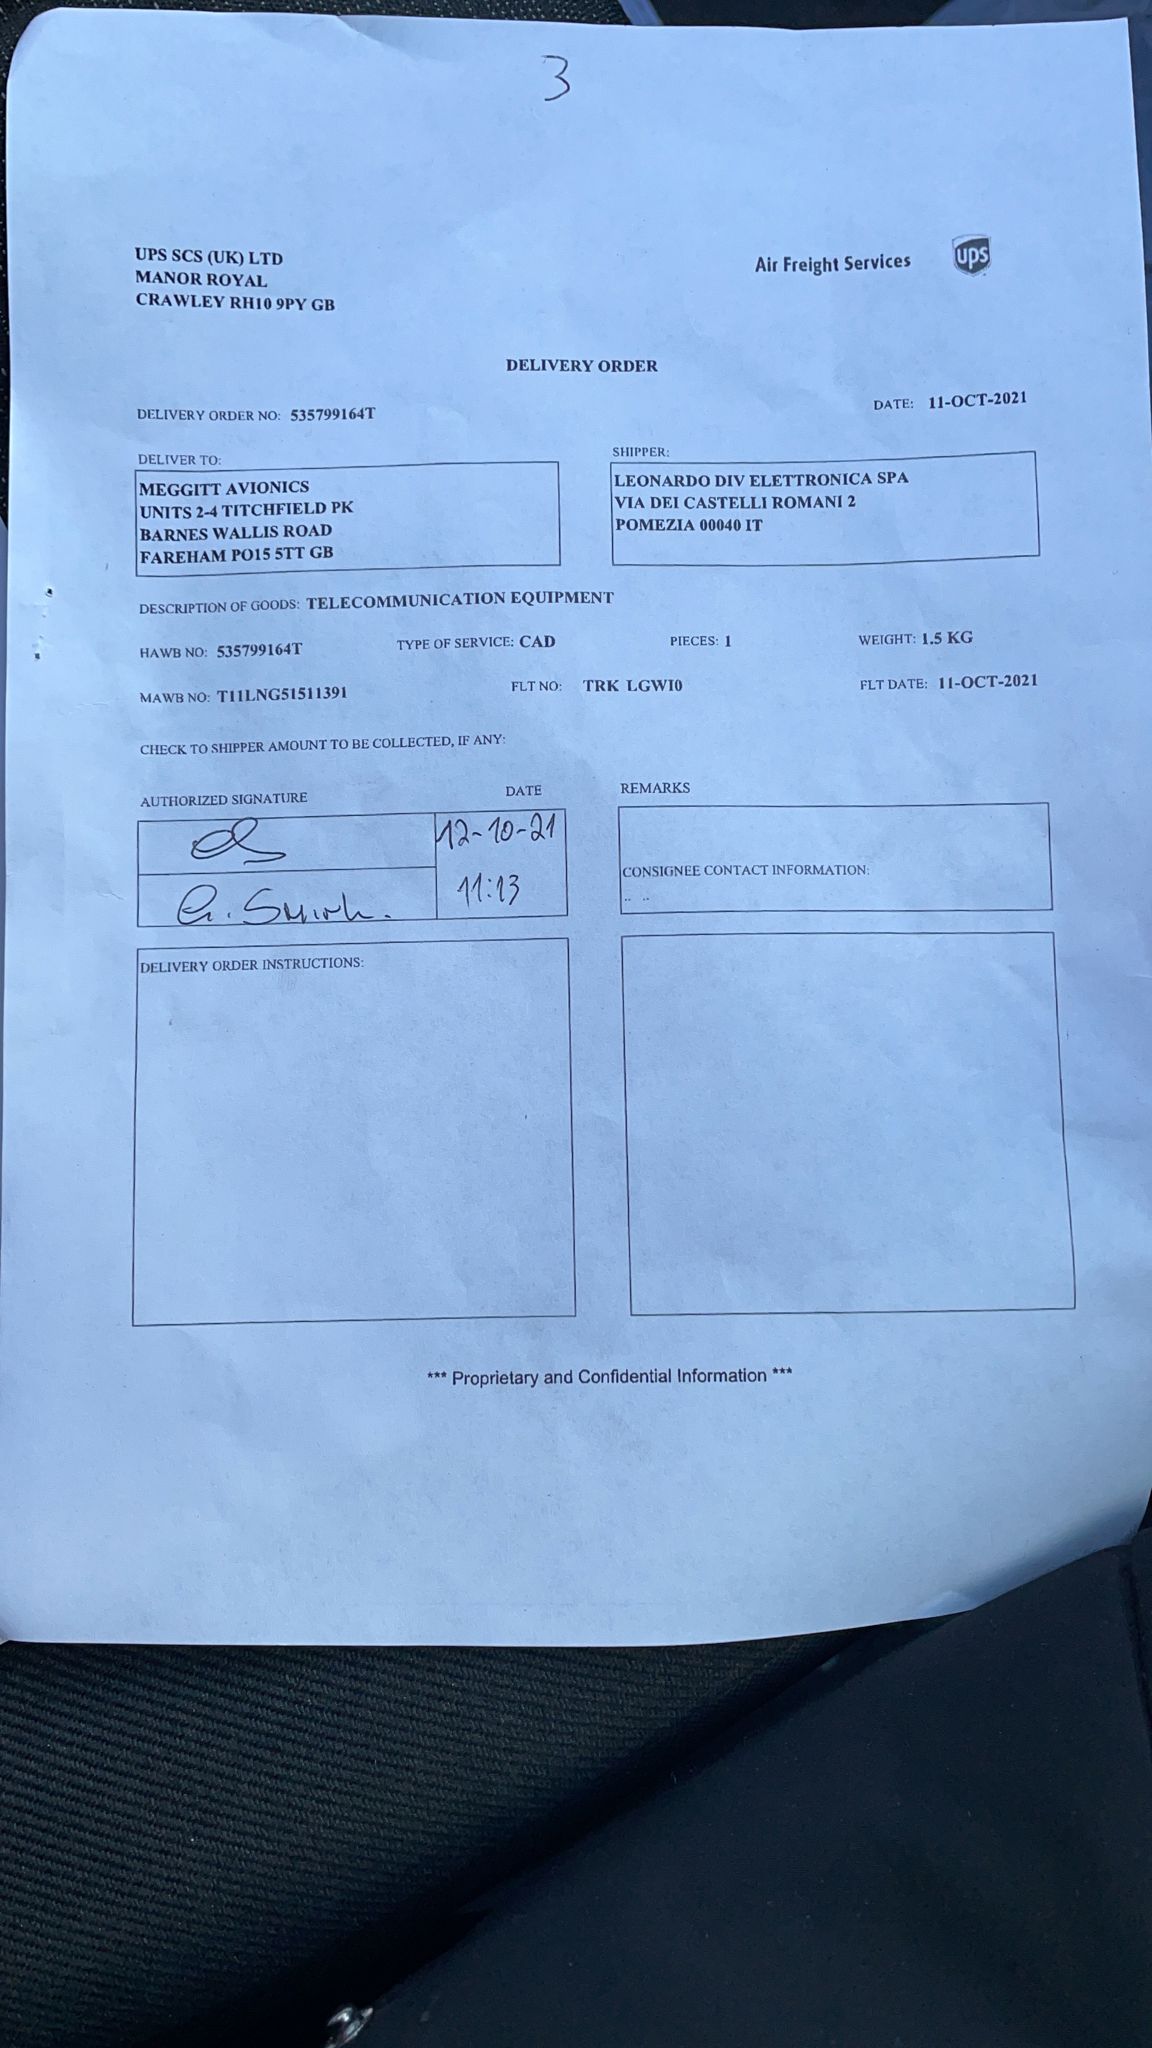 3
UPS SCS (UK) LTD
MANOR ROYAL
CRAWLEY RH10 9PY GB
Air Freight Services
ups
DELIVERY ORDER
DELIVERY ORDER NO: 535799164T
DATE: 11-OCT-2021
DELIVER TO:
MEGGITT AVIONICS
UNITS 2-4 TITCHFIELD PK
BARNES WALLIS ROAD
FAREHAM PO15 5TT GB
SHIPPER:
LEONARDO DIV ELETTRONICA SPA
VIA DEI CASTELLI ROMANI 2
POMEZIA 00040 IT
DESCRIPTION OF GOODS: TELECOMMUNICATION EQUIPMENT
HAWB NO: 535799164T TYPE OF SERVICE: CAD PIECES: 1 WEIGHT: 1.5 KG
MAWB NO: T11LNG51511391 FLT NO: TRK LGWI0 FLT DATE: 11-OCT-2021
CHECK TO SHIPPER AMOUNT TO BE COLLECTED, IF ANY:
AUTHORIZED SIGNATURE
DATE
12-10-21
G. Smith.
11:13
REMARKS
CONSIGNEE CONTACT INFORMATION:
.. ..
DELIVERY ORDER INSTRUCTIONS:
*** Proprietary and Confidential Information ***